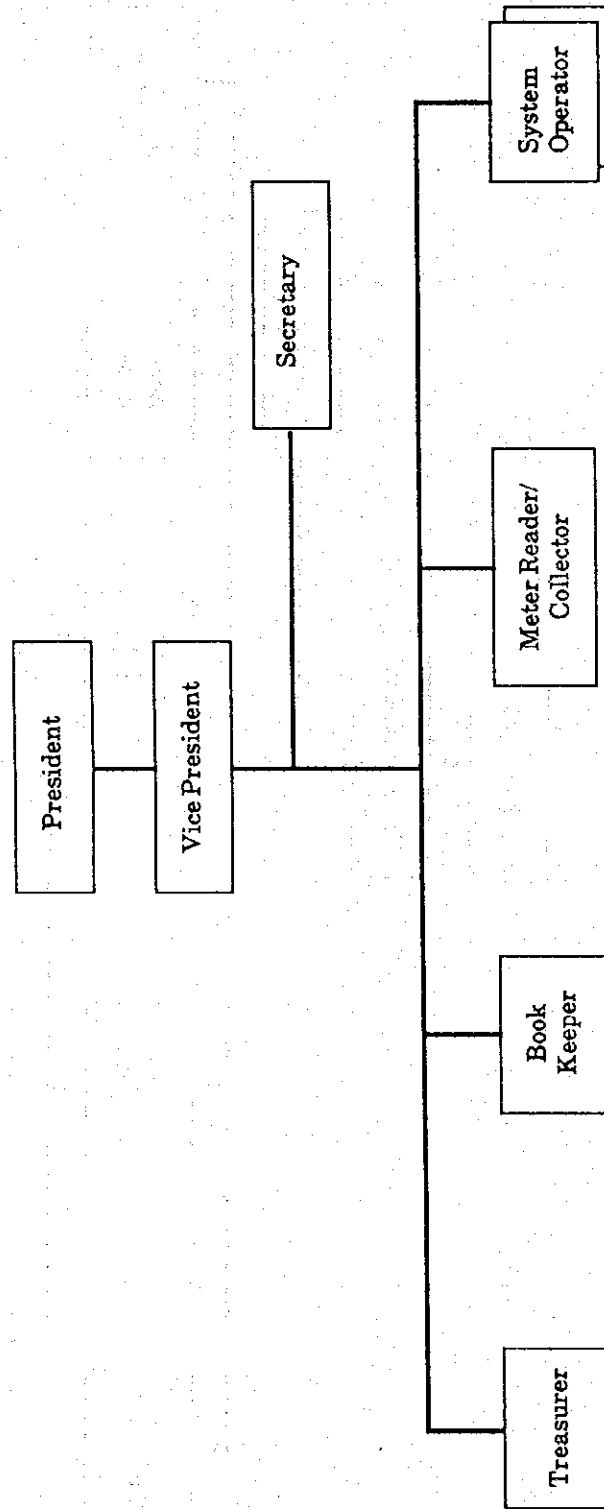 President
Vice President
Secretary
Treasurer
Book
Keeper
Meter Reader/
Collector
System
Operator